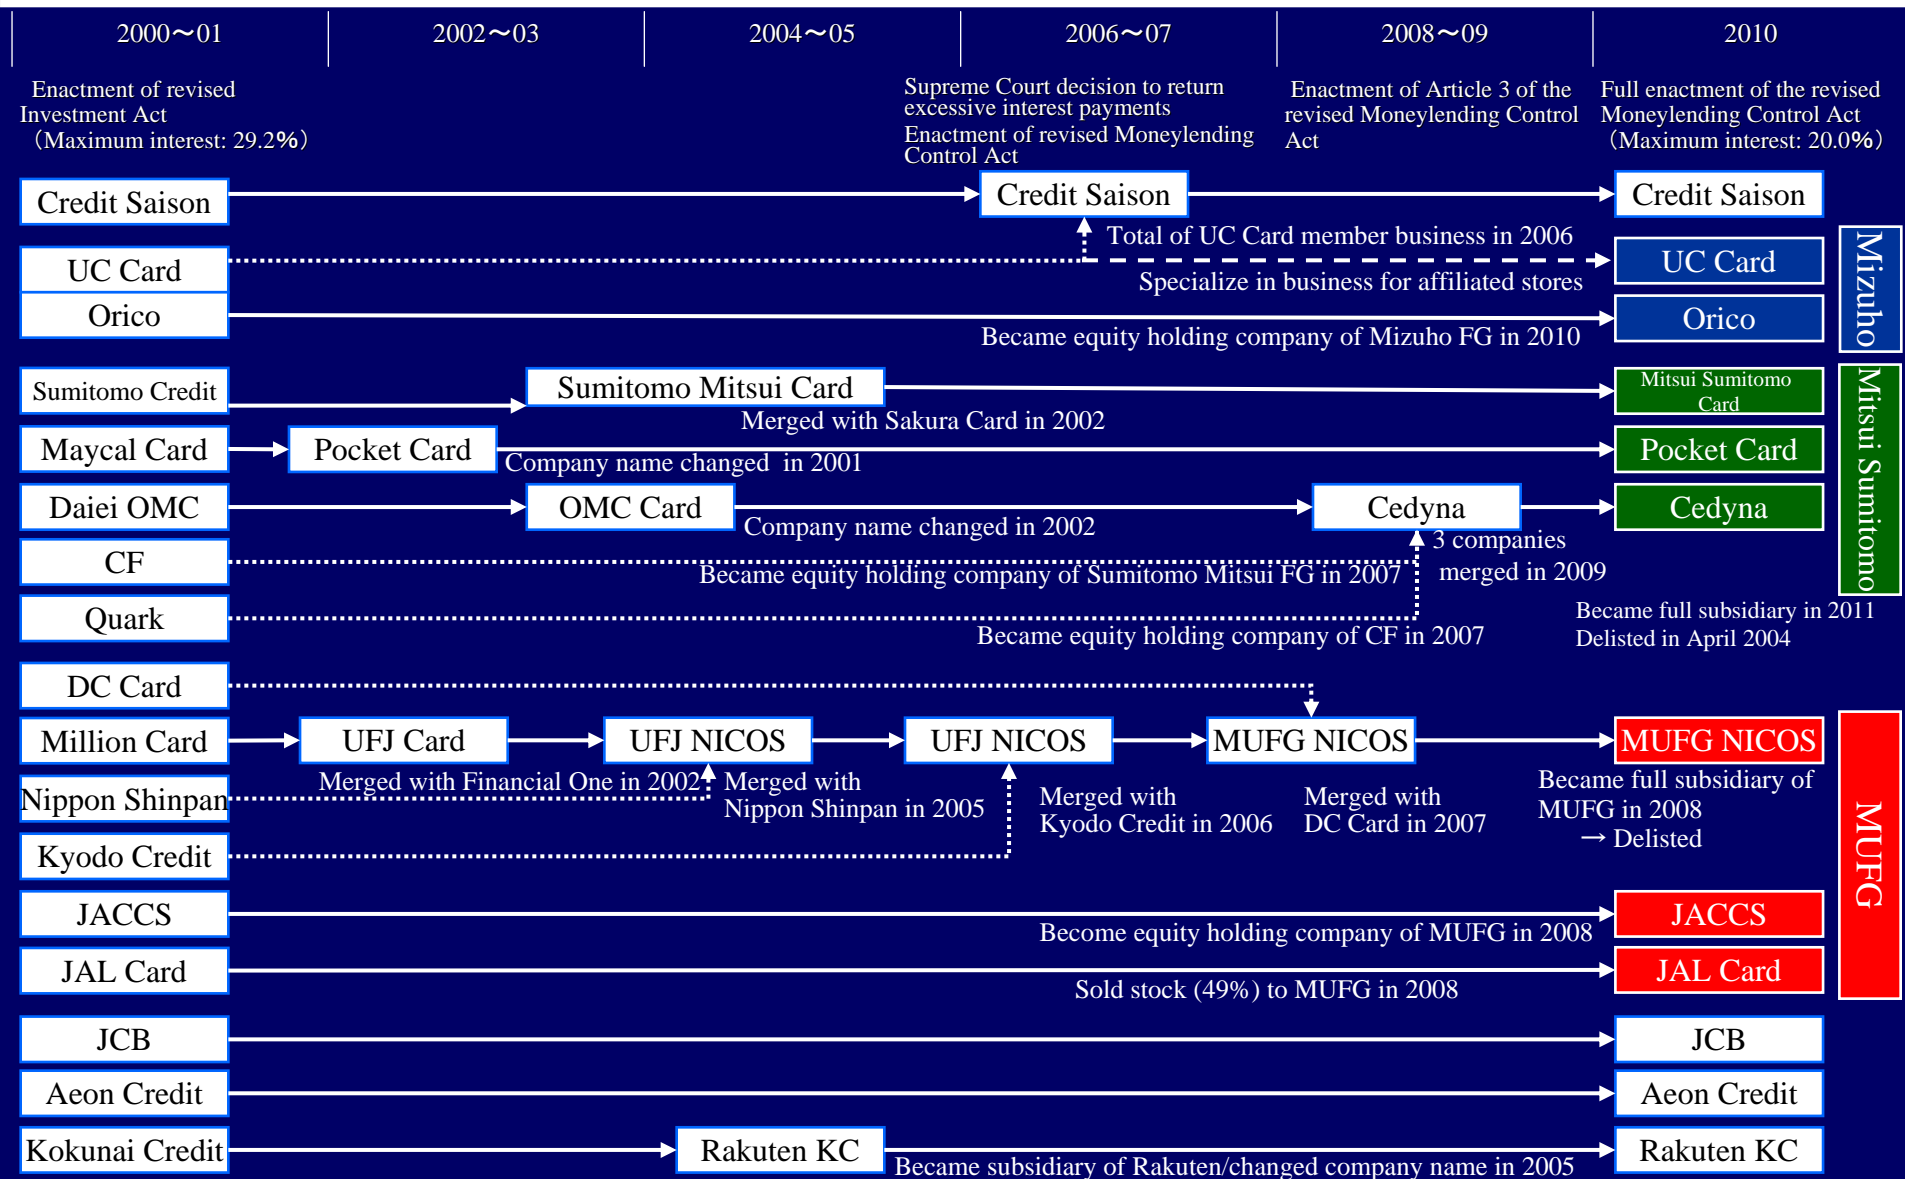 2000～01
2002～03
2004～05
2006～07
2008～09
2010
Enactment of revised
Investment Act
（Maximum interest: 29.2%）
Supreme Court decision to return
excessive interest payments
Enactment of revised Moneylending
Control Act
Enactment of Article 3 of the
revised Moneylending Control
Act
Full enactment of the revised
Moneylending Control Act
（Maximum interest: 20.0%）
Credit Saison
Credit Saison
Credit Saison
Total of UC Card member business in 2006
UC Card
UC Card
Specialize in business for affiliated stores
Orico
Orico
Became equity holding company of Mizuho FG in 2010
Mizuho
Sumitomo Credit
Sumitomo Mitsui Card
Mitsui Sumitomo
Card
Merged with Sakura Card in 2002
Maycal Card
Pocket Card
Pocket Card
Company name changed in 2001
Daiei OMC
OMC Card
Cedyna
Cedyna
Company name changed in 2002
3 companies
merged in 2009
CF
Became equity holding company of Sumitomo Mitsui FG in 2007
Quark
Became equity holding company of CF in 2007
Mitsui Sumitomo
Became full subsidiary in 2011
Delisted in April 2004
DC Card
Million Card
UFJ Card
UFJ NICOS
UFJ NICOS
MUFG NICOS
MUFG NICOS
Merged with Financial One in 2002
Merged with
Nippon Shinpan in 2005
Merged with
Kyodo Credit in 2006
Merged with
DC Card in 2007
Became full subsidiary of
MUFG in 2008
→ Delisted
Nippon Shinpan
Kyodo Credit
MUFG
JACCS
JACCS
Become equity holding company of MUFG in 2008
JAL Card
JAL Card
Sold stock (49%) to MUFG in 2008
JCB
JCB
Aeon Credit
Aeon Credit
Kokunai Credit
Rakuten KC
Rakuten KC
Became subsidiary of Rakuten/changed company name in 2005